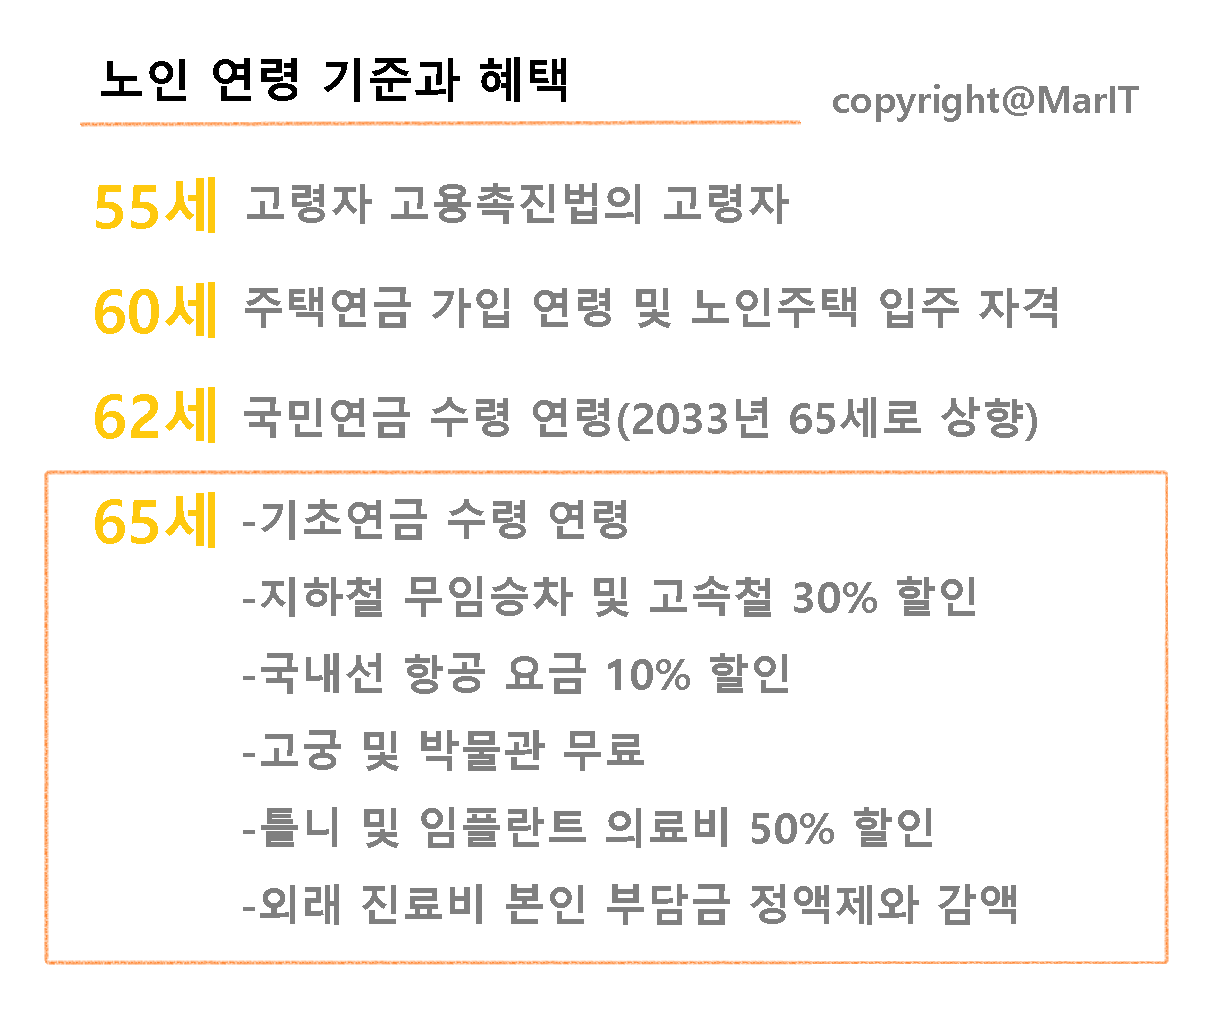 노인 연령 기준과 혜택
copyright@MarIT
55세 고령자 고용촉진법의 고령자
60세 주택연금 가입 연령 및 노인주택 입주 자격
62세 국민연금 수령 연령(2033년 65세로 상향)
65세 -기초연금 수령 연령
-지하철 무임승차 및 고속철 30% 할인
-국내선 항공 요금 10% 할인
-고궁 및 박물관 무료
-틀니 및 임플란트 의료비 50% 할인
-외래 진료비 본인 부담금 정액제와 감액